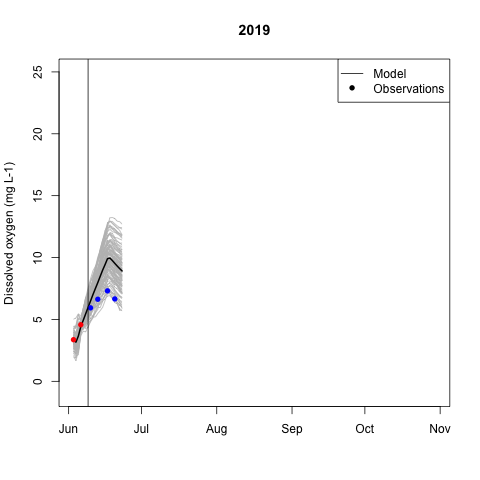 2019
Model
Observations
Dissolved oxygen (mg L-1)
25
20
15
10
5
0
Jun Jul Aug Sep Oct Nov